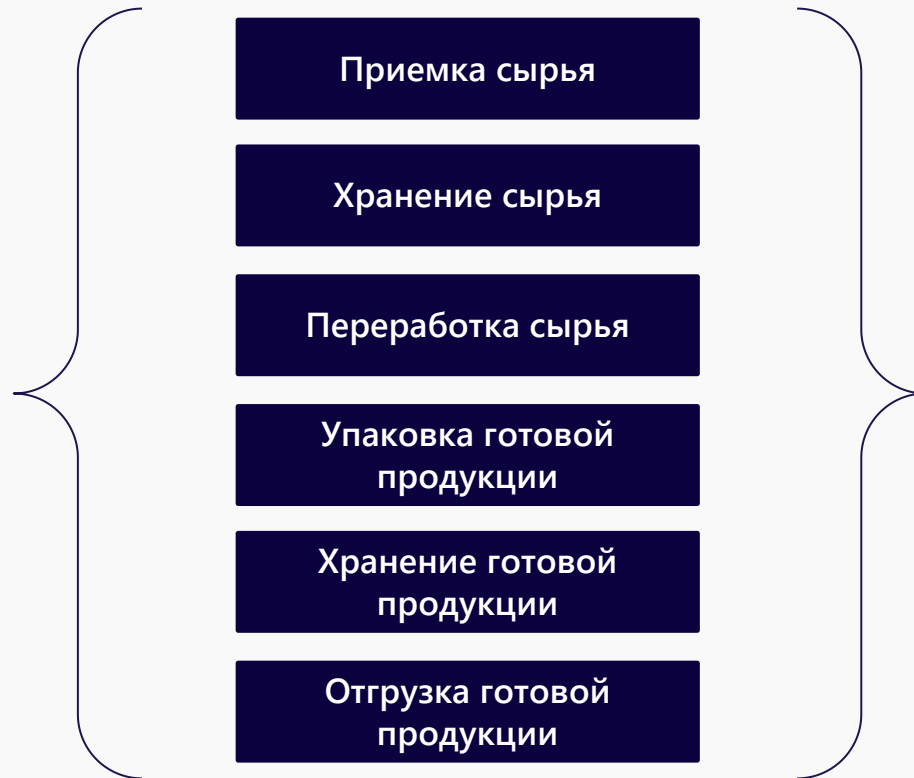 Приемка сырья
Хранение сырья
Переработка сырья
Упаковка готовой
продукции
Хранение готовой
продукции
Отгрузка готовой
продукции